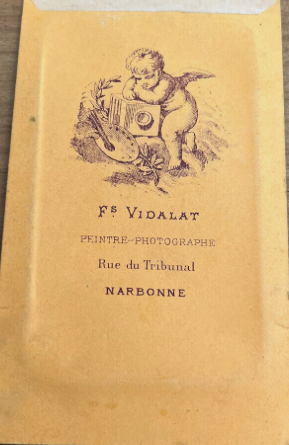 Fs VIDALAT
PEINTRE-PHOTOGRAPHE
Rue du Tribunal
NARBONNE